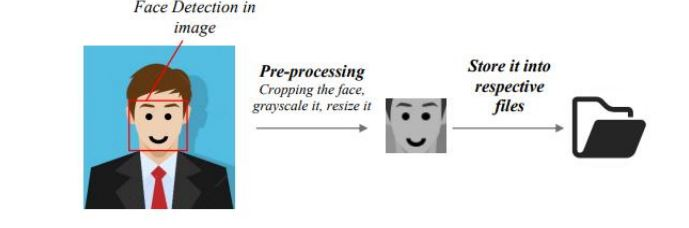 Face Detection in
image
Pre-processing
Cropping the face,
grayscale it, resize it
Store it into
respective
files